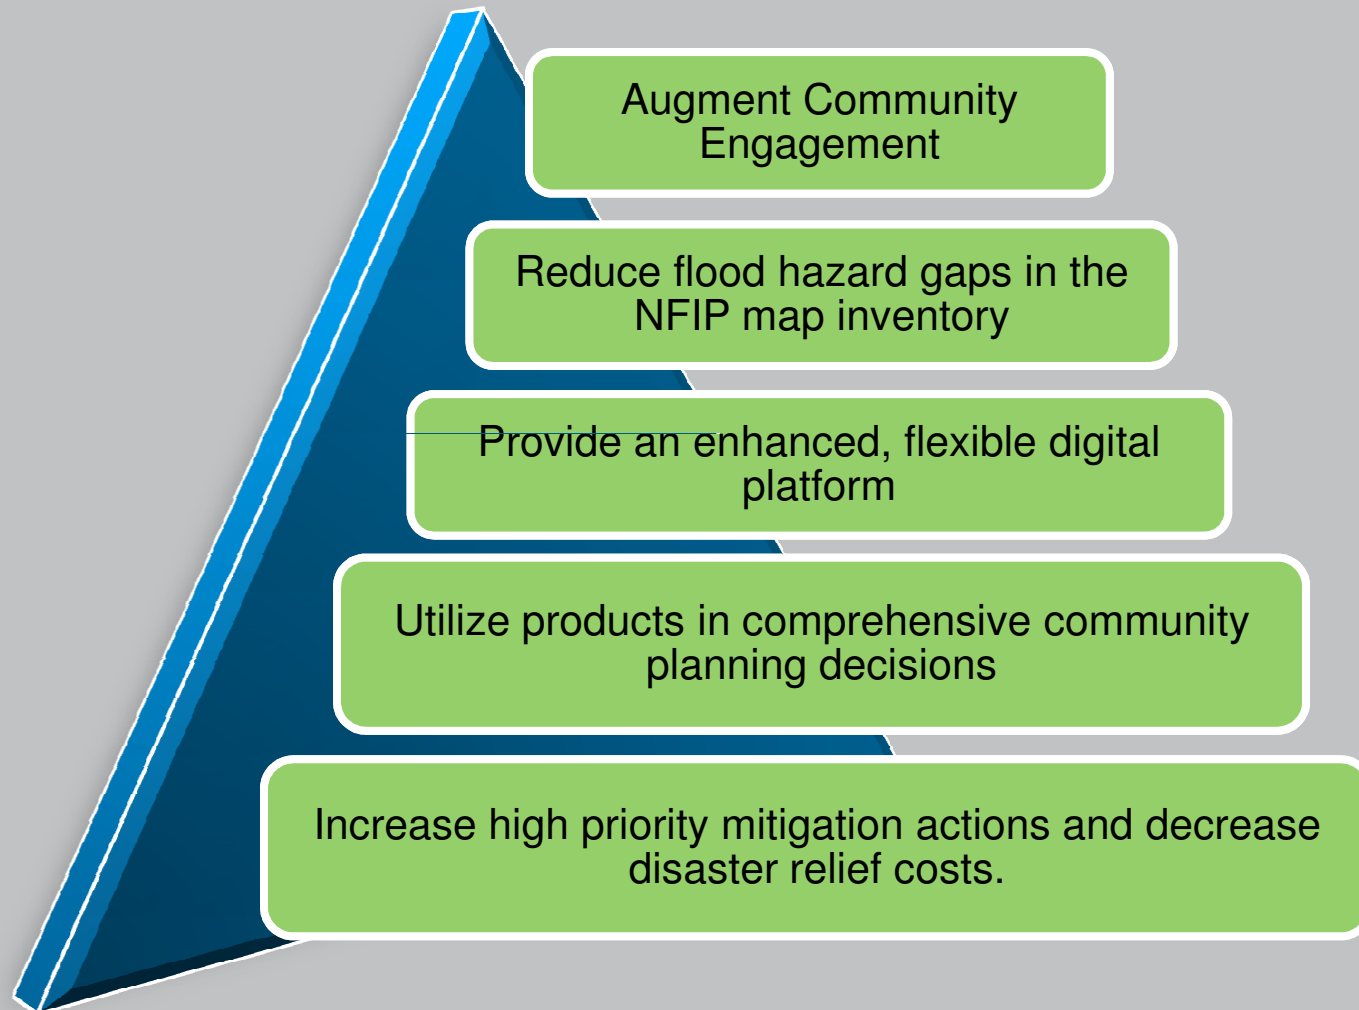 Augment Community
Engagement
Reduce flood hazard gaps in the
NFIP map inventory
Provide an enhanced, flexible digital
platform
Utilize products in comprehensive community
planning decisions
Increase high priority mitigation actions and decrease
disaster relief costs.